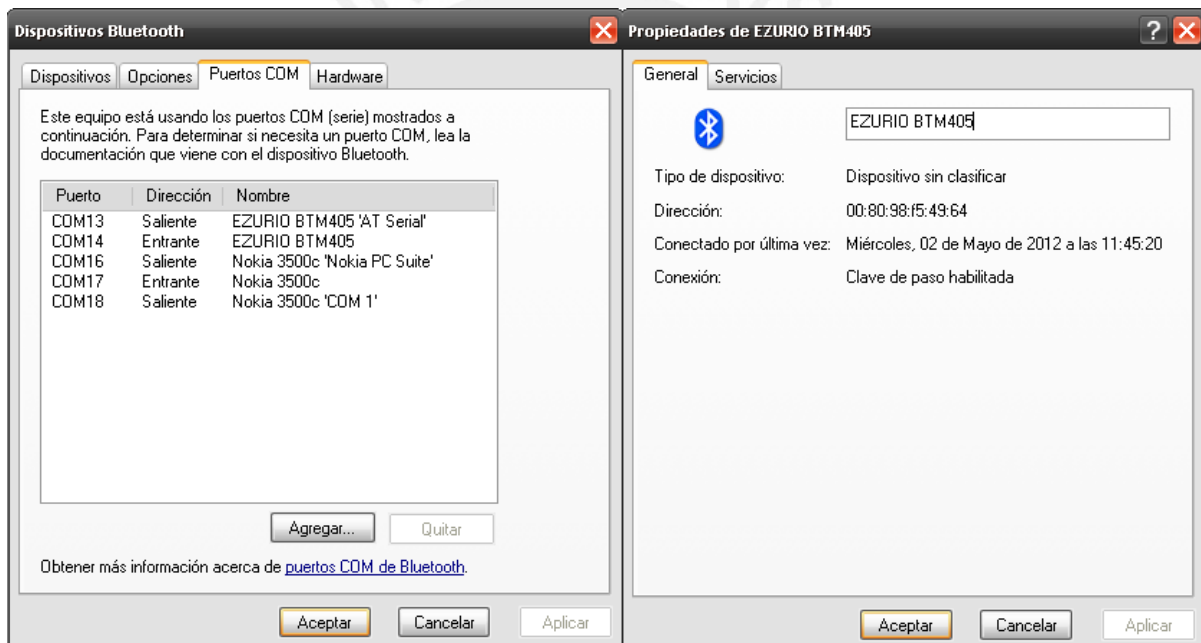 Dispositivos Bluetooth
Dispositivos Opciones Puertos COM Hardware
Este equipo está usando los puertos COM (serie) mostrados a
continuación. Para determinar si necesita un puerto COM, lea la
documentación que viene con el dispositivo Bluetooth.
Puerto Dirección Nombre
COM13 Saliente EZURIO BTM405 'AT Serial'
COM14 Entrante EZURIO BTM405
COM16 Saliente Nokia 3500c 'Nokia PC Suite'
COM17 Entrante Nokia 3500c
COM18 Saliente Nokia 3500c 'COM 1'
Agregar... Quitar
Obtener más información acerca de puertos COM de Bluetooth.
Aceptar Cancelar Aplicar
Propiedades de EZURIO BTM405
General Servicios
EZURIO BTM405
Tipo de dispositivo: Dispositivo sin clasificar
Dirección: 00:80:98:f5:49:64
Conectado por última vez: Miércoles, 02 de Mayo de 2012 a las 11:45:20
Conexión: Clave de paso habilitada
Aceptar Cancelar Aplicar